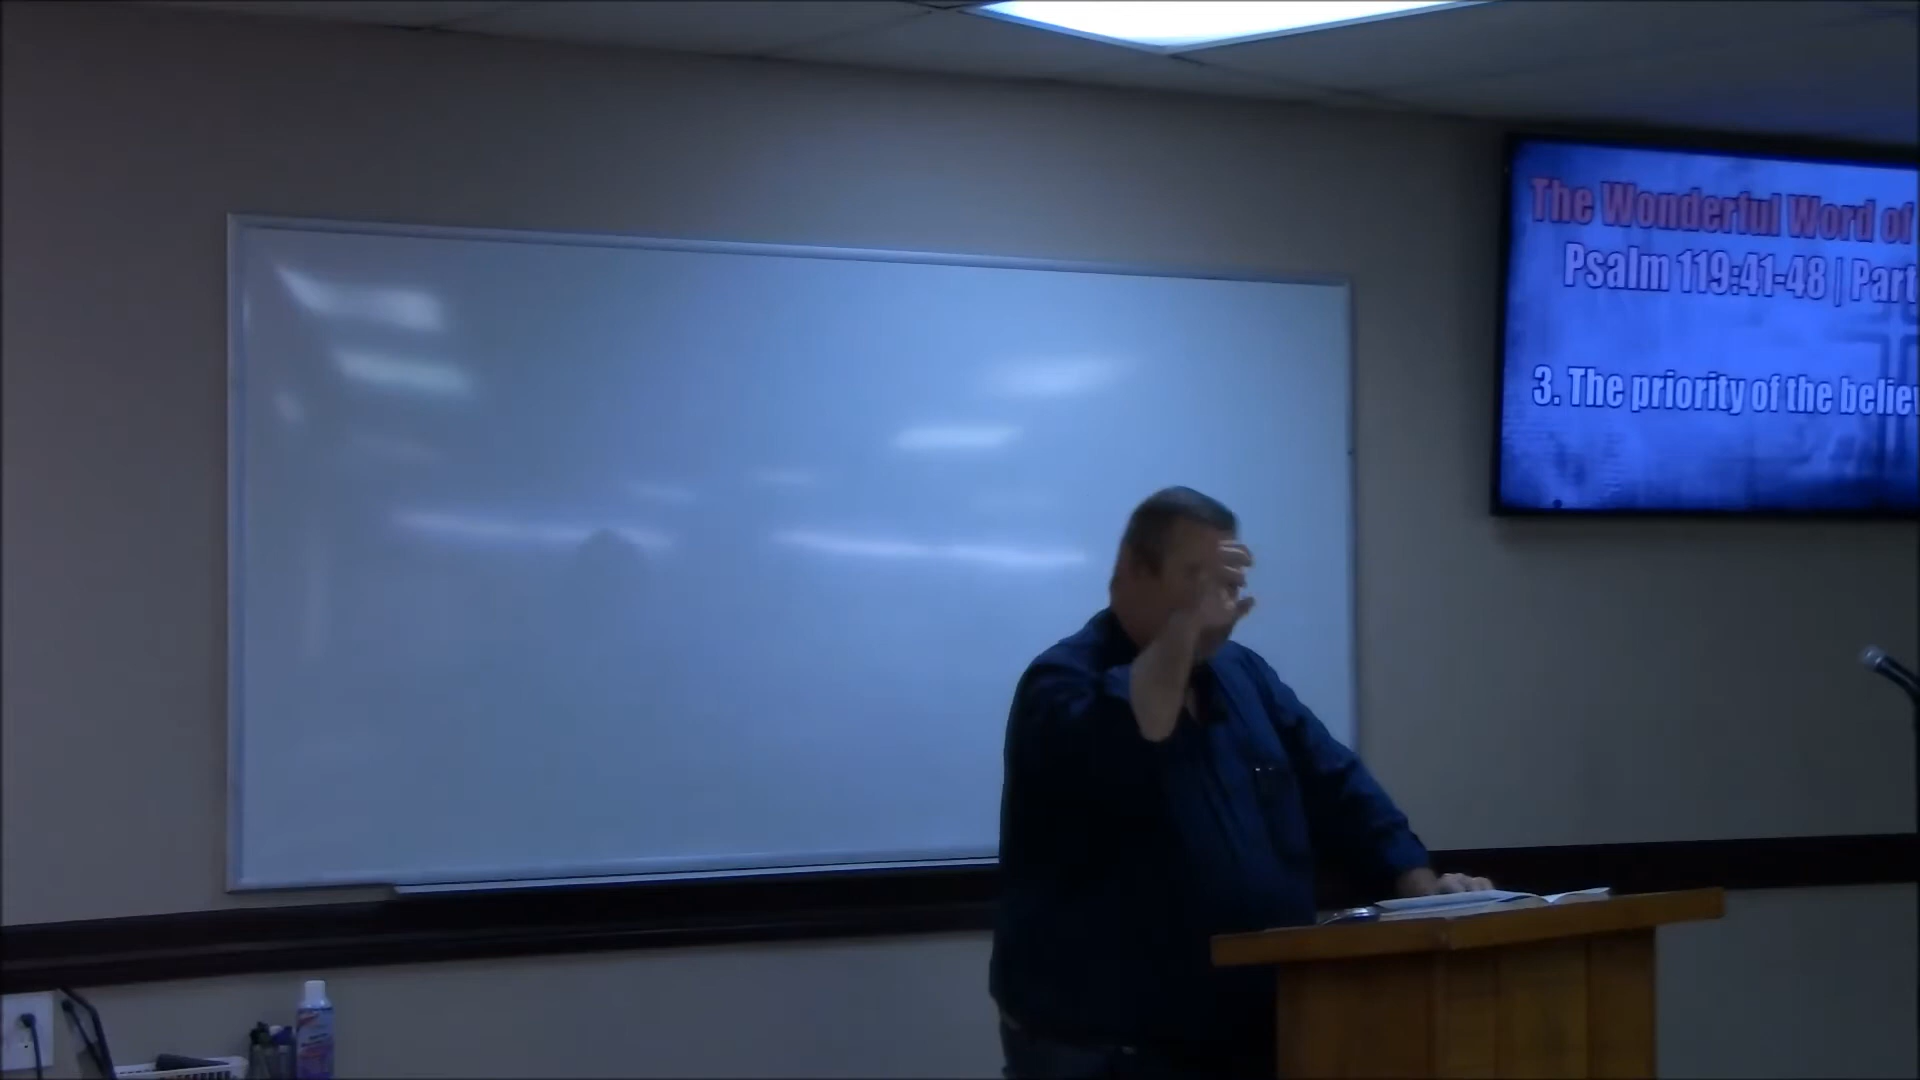 The Wonderful Word of
Psalm 119:41-48 | Part
3. The priority of the believ